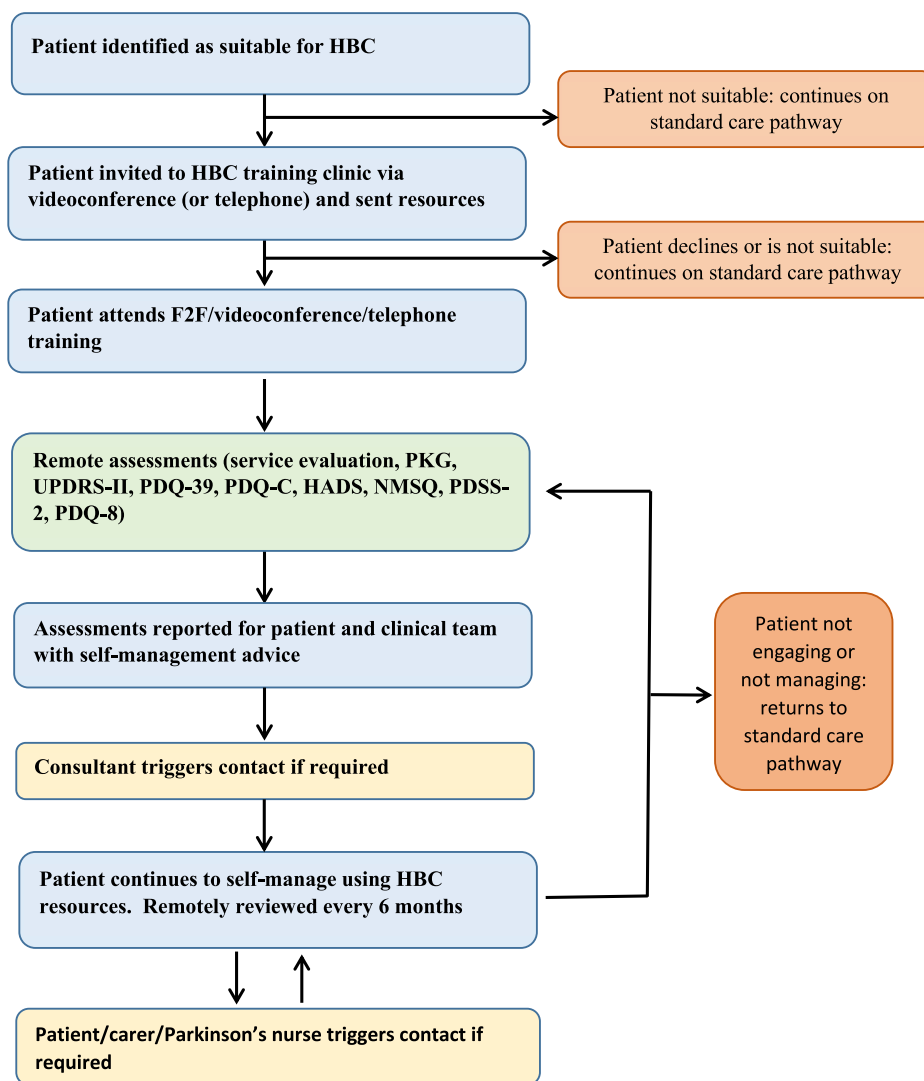 Patient identified as suitable for HBC
Patient not suitable: continues on
standard care pathway
Patient invited to HBC training clinic via
videoconference (or telephone) and sent resources
Patient declines or is not suitable:
continues on standard care pathway
Patient attends F2F/videoconference/telephone
training
Remote assessments (service evaluation, PKG,
UPDRS-II, PDQ-39, PDQ-C, HADS, NMSQ, PDSS-
2, PDQ-8)
Assessments reported for patient and clinical team
with self-management advice
Patient not
engaging or
not managing:
returns to
standard care
pathway
Consultant triggers contact if required
Patient continues to self-manage using HBC
resources.  Remotely reviewed every 6 months
Patient/carer/Parkinson’s nurse triggers contact if
required